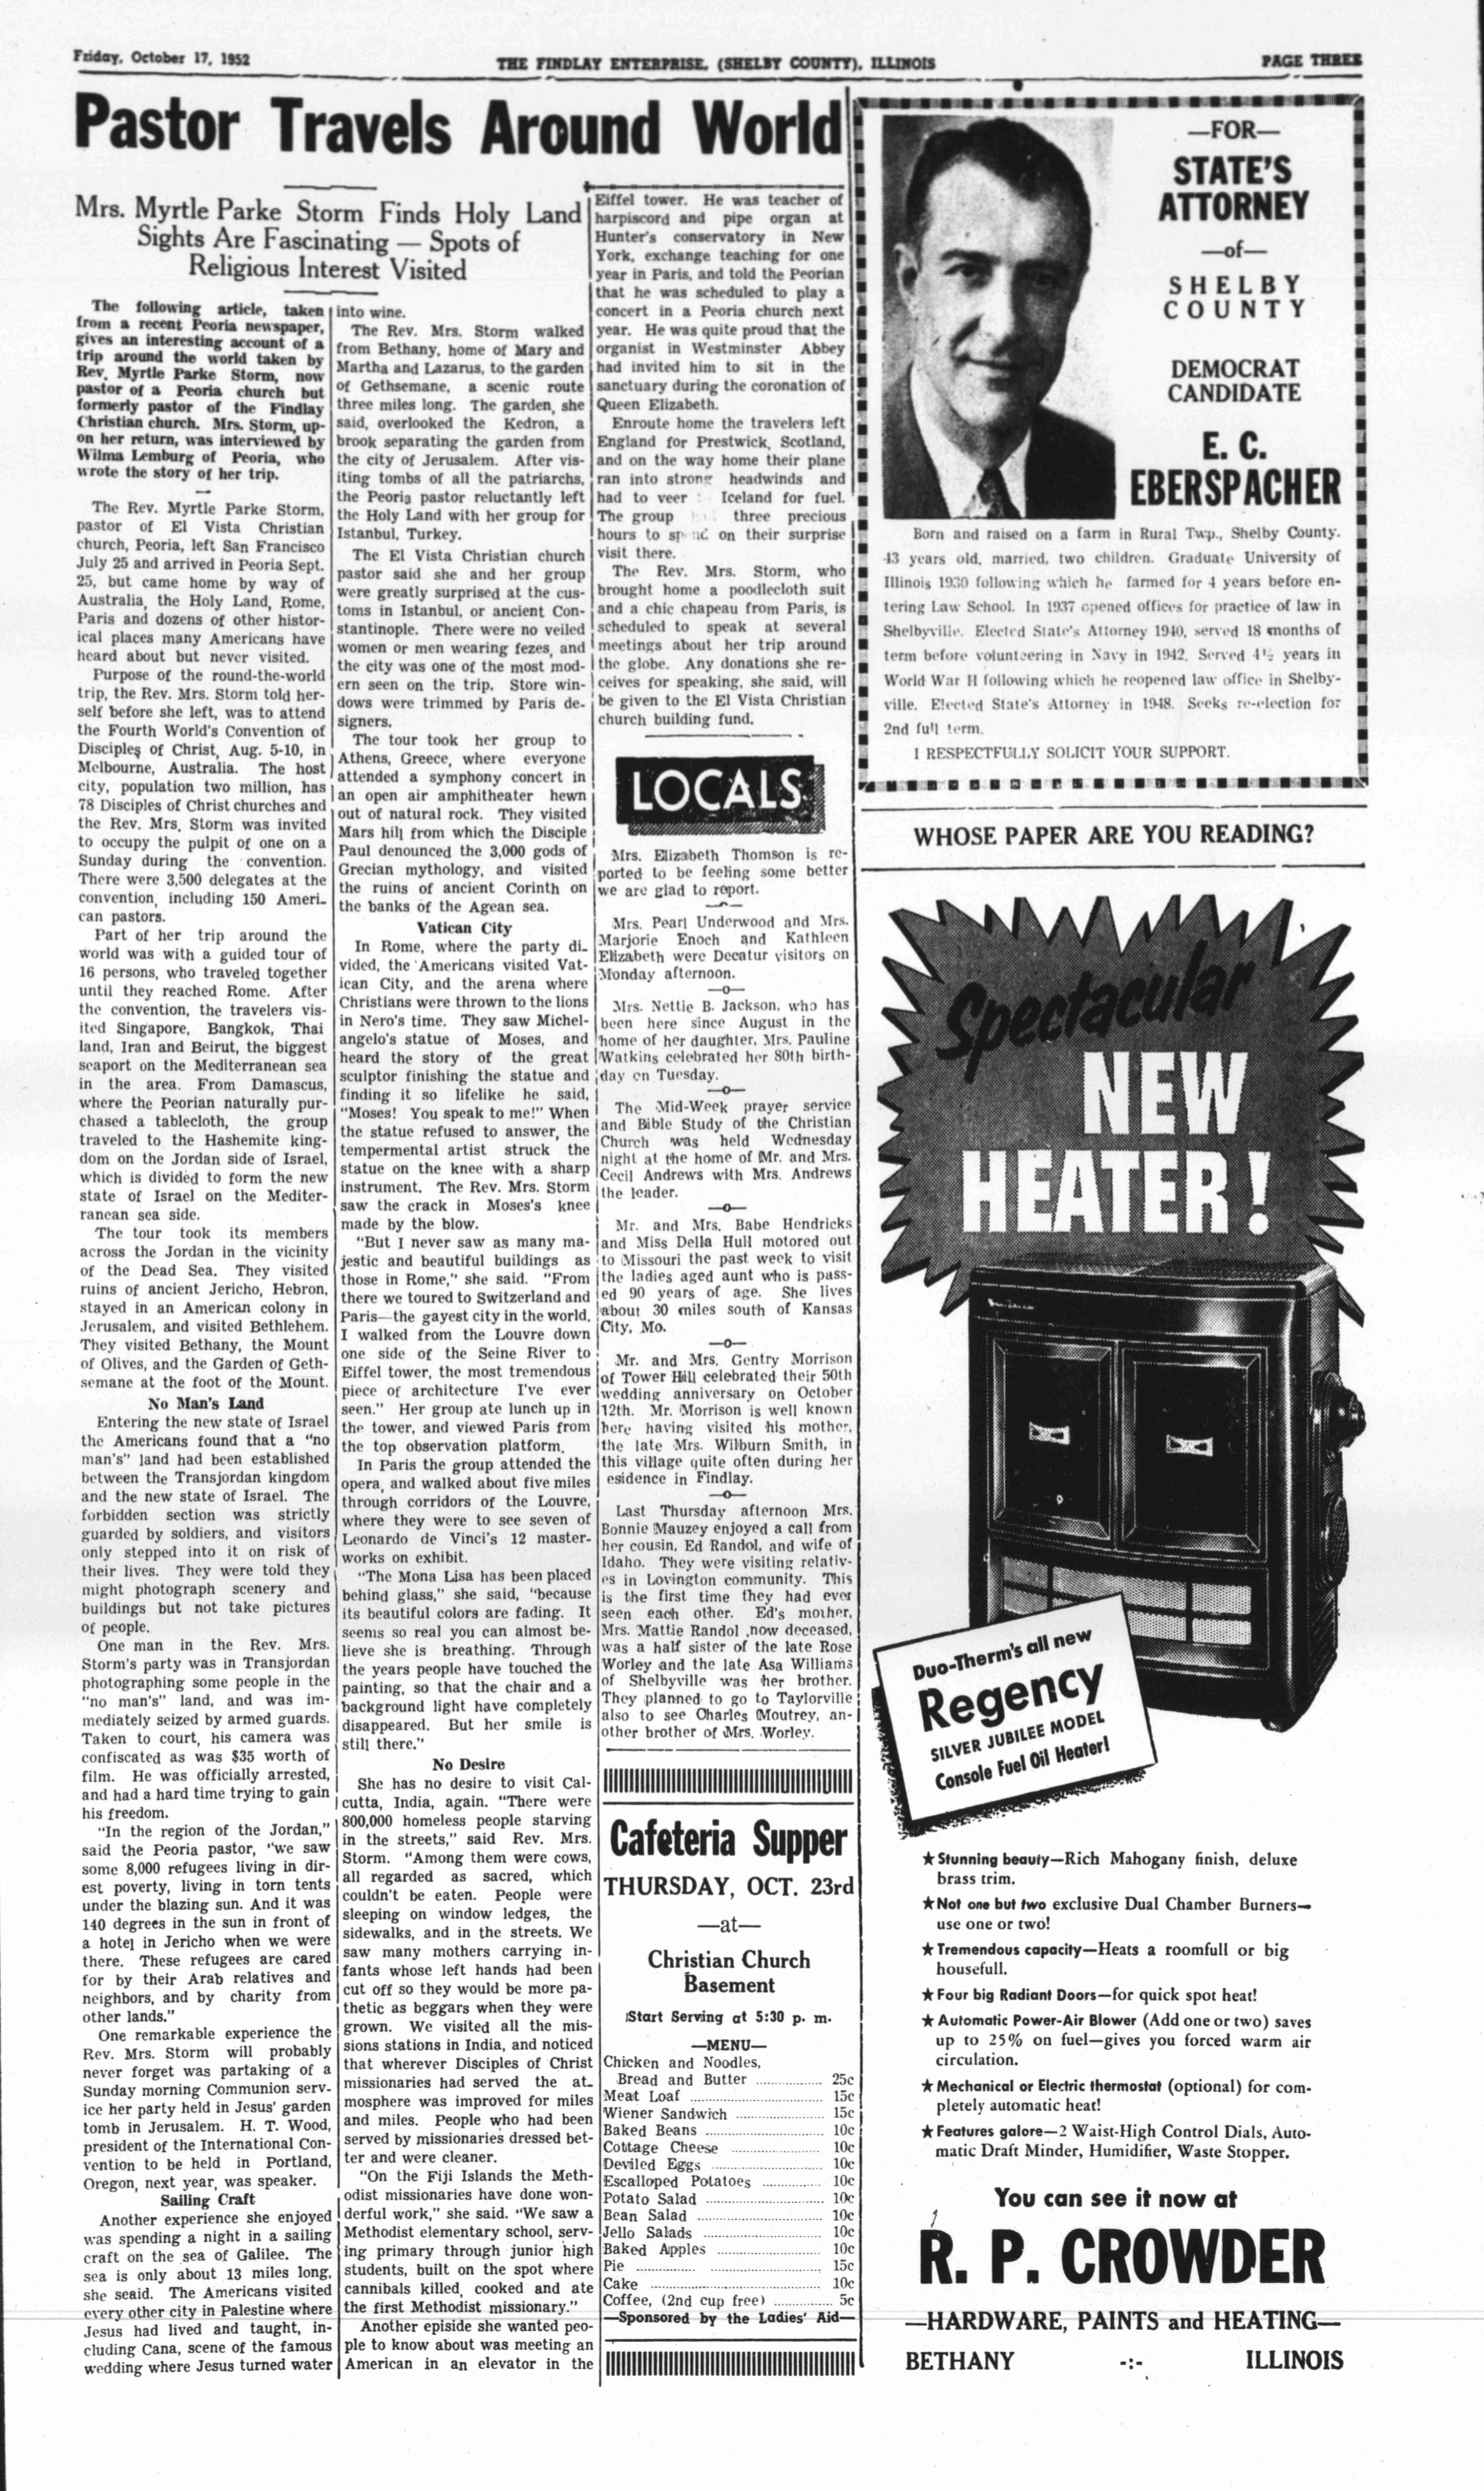 Friday, October 17, 1952
THE FINDLAY ENTERPRISE, (SHELBY COUNTY), ILLINOIS
PAGE THREE
Pastor Travels Around World
Mrs. Myrtle Parke Storm Finds Holy Land
Sights Are Fascinating — Spots of
Religious Interest Visited
The following article, taken
from a recent Peoria newspaper,
gives an interesting account of a
trip around the world taken by
Rev. Myrtle Parke Storm, now
pastor of a Peoria church but
formerly pastor of the Findlay
Christian church. Mrs. Storm, up-
on her return, was interviewed by
Wilma Lemburg of Peoria, who
wrote the story of her trip.
The Rev. Myrtle Parke Storm,
pastor of El Vista Christian
church, Peoria, left San Francisco
July 25 and arrived in Peoria Sept.
25, but came home by way of
Australia, the Holy Land, Rome,
Paris and dozens of other histor-
ical places many Americans have
heard about but never visited.
Purpose of the round-the-world
trip, the Rev. Mrs. Storm told her-
self before she left, was to attend
the Fourth World's Convention of
Disciples of Christ, Aug. 5-10, in
Melbourne, Australia. The host
city, population two million, has
78 Disciples of Christ churches and
the Rev. Mrs. Storm was invited
to occupy the pulpit of one on a
Sunday during the convention.
There were 3,500 delegates at the
convention, including 150 Ameri-
can pastors.
Part of her trip around the
world was with a guided tour of
16 persons, who traveled together
until they reached Rome. After
the convention, the travelers vis-
ited Singapore, Bangkok, Thai
land, Iran and Beirut, the biggest
seaport on the Mediterranean sea
in the area. From Damascus,
where the Peorian naturally pur-
chased a tablecloth, the group
traveled to the Hashemite king-
dom on the Jordan side of Israel,
which is divided to form the new
state of Israel on the Mediter-
ranean sea side.
The tour took its members
across the Jordan in the vicinity
of the Dead Sea. They visited
ruins of ancient Jericho, Hebron,
stayed in an American colony in
Jerusalem, and visited Bethlehem.
They visited Bethany, the Mount
of Olives, and the Garden of Geth-
semane at the foot of the Mount.
No Man's Land
Entering the new state of Israel
the Americans found that a "no
man's" land had been established
between the Transjordan kingdom
and the new state of Israel. The
forbidden section was strictly
guarded by soldiers, and visitors
only stepped into it on risk of
their lives. They were told they
might photograph scenery and
buildings but not take pictures
of people.
One man in the Rev. Mrs.
Storm's party was in Transjordan
photographing some people in the
"no man's" land, and was im-
mediately seized by armed guards.
Taken to court, his camera was
confiscated as was $35 worth of
film. He was officially arrested,
and had a hard time trying to gain
his freedom.
"In the region of the Jordan,"
said the Peoria pastor, "we saw
some 8,000 refugees living in dir-
est poverty, living in torn tents
under the blazing sun. And it was
140 degrees in the sun in front of
a hotel in Jericho when we were
there. These refugees are cared
for by their Arab relatives and
neighbors, and by charity from
other lands."
One remarkable experience the
Rev. Mrs. Storm will probably
never forget was partaking of a
Sunday morning Communion serv-
ice her party held in Jesus' garden
tomb in Jerusalem. H. T. Wood,
president of the International Con-
vention to be held in Portland,
Oregon, next year, was speaker.
Sailing Craft
Another experience she enjoyed
was spending a night in a sailing
craft on the sea of Galilee. The
sea is only about 13 miles long,
she seaid. The Americans visited
every other city in Palestine where
Jesus had lived and taught, in-
cluding Cana, scene of the famous
wedding where Jesus turned water
into wine.
The Rev. Mrs. Storm walked
from Bethany, home of Mary and
Martha and Lazarus, to the garden
of Gethsemane, a scenic route
three miles long. The garden, she
said, overlooked the Kedron, a
brook separating the garden from
the city of Jerusalem. After vis-
iting tombs of all the patriarchs,
the Peoria pastor reluctantly left
the Holy Land with her group for
Istanbul, Turkey.
The El Vista Christian church
pastor said she and her group
were greatly surprised at the cus-
toms in Istanbul, or ancient Con-
stantinople. There were no veiled
women or men wearing fezes, and
the city was one of the most mod-
ern seen on the trip. Store win-
dows were trimmed by Paris de-
signers.
The tour took her group to
Athens, Greece, where everyone
attended a symphony concert in
an open air amphitheater hewn
out of natural rock. They visited
Mars hill from which the Disciple
Paul denounced the 3,000 gods of
Grecian mythology, and visited
the ruins of ancient Corinth on
the banks of the Agean sea.
Vatican City
In Rome, where the party di-
vided, the Americans visited Vat-
ican City, and the arena where
Christians were thrown to the lions
in Nero's time. They saw Michel-
angelo's statue of Moses, and
heard the story of the great
sculptor finishing the statue and
finding it so lifelike he said,
"Moses! You speak to me!" When
the statue refused to answer, the
tempermental artist struck the
statue on the knee with a sharp
instrument. The Rev. Mrs. Storm
saw the crack in Moses's knee
made by the blow.
"But I never saw as many ma-
jestic and beautiful buildings as
those in Rome," she said. "From
there we toured to Switzerland and
Paris—the gayest city in the world.
I walked from the Louvre down
one side of the Seine River to
Eiffel tower, the most tremendous
piece of architecture I've ever
seen." Her group ate lunch up in
the tower, and viewed Paris from
the top observation platform.
In Paris the group attended the
opera, and walked about five miles
through corridors of the Louvre,
where they were to see seven of
Leonardo de Vinci's 12 master-
works on exhibit.
"The Mona Lisa has been placed
behind glass," she said, "because
its beautiful colors are fading. It
seems so real you can almost be-
lieve she is breathing. Through
the years people have touched the
painting, so that the chair and a
background light have completely
disappeared. But her smile is
still there."
No Desire
She has no desire to visit Cal-
cutta, India, again. "There were
800,000 homeless people starving
in the streets," said Rev. Mrs.
Storm. "Among them were cows,
all regarded as sacred, which
couldn't be eaten. People were
sleeping on window ledges, the
sidewalks, and in the streets. We
saw many mothers carrying in-
fants whose left hands had been
cut off so they would be more pa-
thetic as beggars when they were
grown. We visited all the mis-
sions stations in India, and noticed
that wherever Disciples of Christ
missionaries had served the at-
mosphere was improved for miles
and miles. People who had been
served by missionaries dressed bet-
ter and were cleaner.
"On the Fiji Islands the Meth-
odist missionaries have done won-
derful work," she said. "We saw a
Methodist elementary school, serv-
ing primary through junior high
students, built on the spot where
cannibals killed, cooked and ate
the first Methodist missionary."
Another episide she wanted peo-
ple to know about was meeting an
American in an elevator in the
Eiffel tower. He was teacher of
harpiscord and pipe organ at
Hunter's conservatory in New
York, exchange teaching for one
year in Paris, and told the Peorian
that he was scheduled to play a
concert in a Peoria church next
year. He was quite proud that the
organist in Westminster Abbey
had invited him to sit in the
sanctuary during the coronation of
Queen Elizabeth.
Enroute home the travelers left
England for Prestwick, Scotland,
and on the way home their plane
ran into strong headwinds and
had to veer Iceland for fuel.
The group three precious
hours to on their surprise
visit there.
The Rev. Mrs. Storm, who
brought home a poodlecloth suit
and a chic chapeau from Paris, is
scheduled to speak at several
meetings about her trip around
the globe. Any donations she re-
ceives for speaking, she said, will
be given to the El Vista Christian
church building fund.
LOCALS
Mrs. Elizabeth Thomson is re-
ported to be feeling some better
we are glad to report.
Mrs. Pearl Underwood and Mrs.
Marjorie Enoch and Kathleen
Elizabeth were Decatur visitors on
Monday afternoon.
—o—
Mrs. Nettie B. Jackson, who has
been here since August in the
home of her daughter, Mrs. Pauline
Watkins celebrated her 80th birth-
day on Tuesday.
—o—
The Mid-Week prayer service
and Bible Study of the Christian
Church was held Wednesday
night at the home of Mr. and Mrs.
Cecil Andrews with Mrs. Andrews
the leader.
—o—
Mr. and Mrs. Babe Hendricks
and Miss Della Hull motored out
to Missouri the past week to visit
the ladies aged aunt who is pass-
ed 90 years of age. She lives
about 30 miles south of Kansas
City, Mo.
—o—
Mr. and Mrs. Gentry Morrison
of Tower Hill celebrated their 50th
wedding anniversary on October
12th. Mr. Morrison is well known
here having visited his mother,
the late Mrs. Wilburn Smith, in
this village quite often during her
esidence in Findlay.
—o—
Last Thursday afternoon Mrs.
Bonnie Mauzey enjoyed a call from
her cousin, Ed Randol, and wife of
Idaho. They were visiting relativ-
es in Lovington community. This
is the first time they had ever
seen each other. Ed's mother,
Mrs. Mattie Randol ,now deceased,
was a half sister of the late Rose
Worley and the late Asa Williams
of Shelbyville was her brother.
They planned to go to Taylorville
also to see Charles Moutrey, an-
other brother of Mrs. Worley.
Cafeteria Supper
THURSDAY, OCT. 23rd
—at—
Christian Church
Basement
Start Serving at 5:30 p. m.
—MENU—
Chicken and Noodles,
Bread and Butter 25c
Meat Loaf 15c
Wiener Sandwich 15c
Baked Beans 10c
Cottage Cheese 10c
Deviled Eggs 10c
Escalloped Potatoes 10c
Potato Salad 10c
Bean Salad 10c
Jello Salads 10c
Baked Apples 10c
Pie 15c
Cake 10c
Coffee, (2nd cup free) 5c
—Sponsored by the Ladies' Aid—
—FOR—
STATE'S
ATTORNEY
—of—
SHELBY
COUNTY
DEMOCRAT
CANDIDATE
E. C.
EBERSPACHER
Born and raised on a farm in Rural Twp., Shelby County.
43 years old, married, two children. Graduate University of
Illinois 1930 following which he farmed for 4 years before en-
tering Law School. In 1937 opened offices for practice of law in
Shelbyville. Elected State's Attorney 1940, served 18 months of
term before volunteering in Navy in 1942. Served 4½ years in
World War II following which he reopened law office in Shelby-
ville. Elected State's Attorney in 1948. Seeks re-election for
2nd full term.
I RESPECTFULLY SOLICIT YOUR SUPPORT.
WHOSE PAPER ARE YOU READING?
Spectacular
NEW
HEATER!
Duo-Therm's all new
Regency
SILVER JUBILEE MODEL
Console Fuel Oil Heater!
★ Stunning beauty—Rich Mahogany finish, deluxe
brass trim.
★ Not one but two exclusive Dual Chamber Burners—
use one or two!
★ Tremendous capacity—Heats a roomfull or big
housefull.
★ Four big Radiant Doors—for quick spot heat!
★ Automatic Power-Air Blower (Add one or two) saves
up to 25% on fuel—gives you forced warm air
circulation.
★ Mechanical or Electric thermostat (optional) for com-
pletely automatic heat!
★ Features galore—2 Waist-High Control Dials, Auto-
matic Draft Minder, Humidifier, Waste Stopper.
You can see it now at
R. P. CROWDER
—HARDWARE, PAINTS and HEATING—
BETHANY -:- ILLINOIS